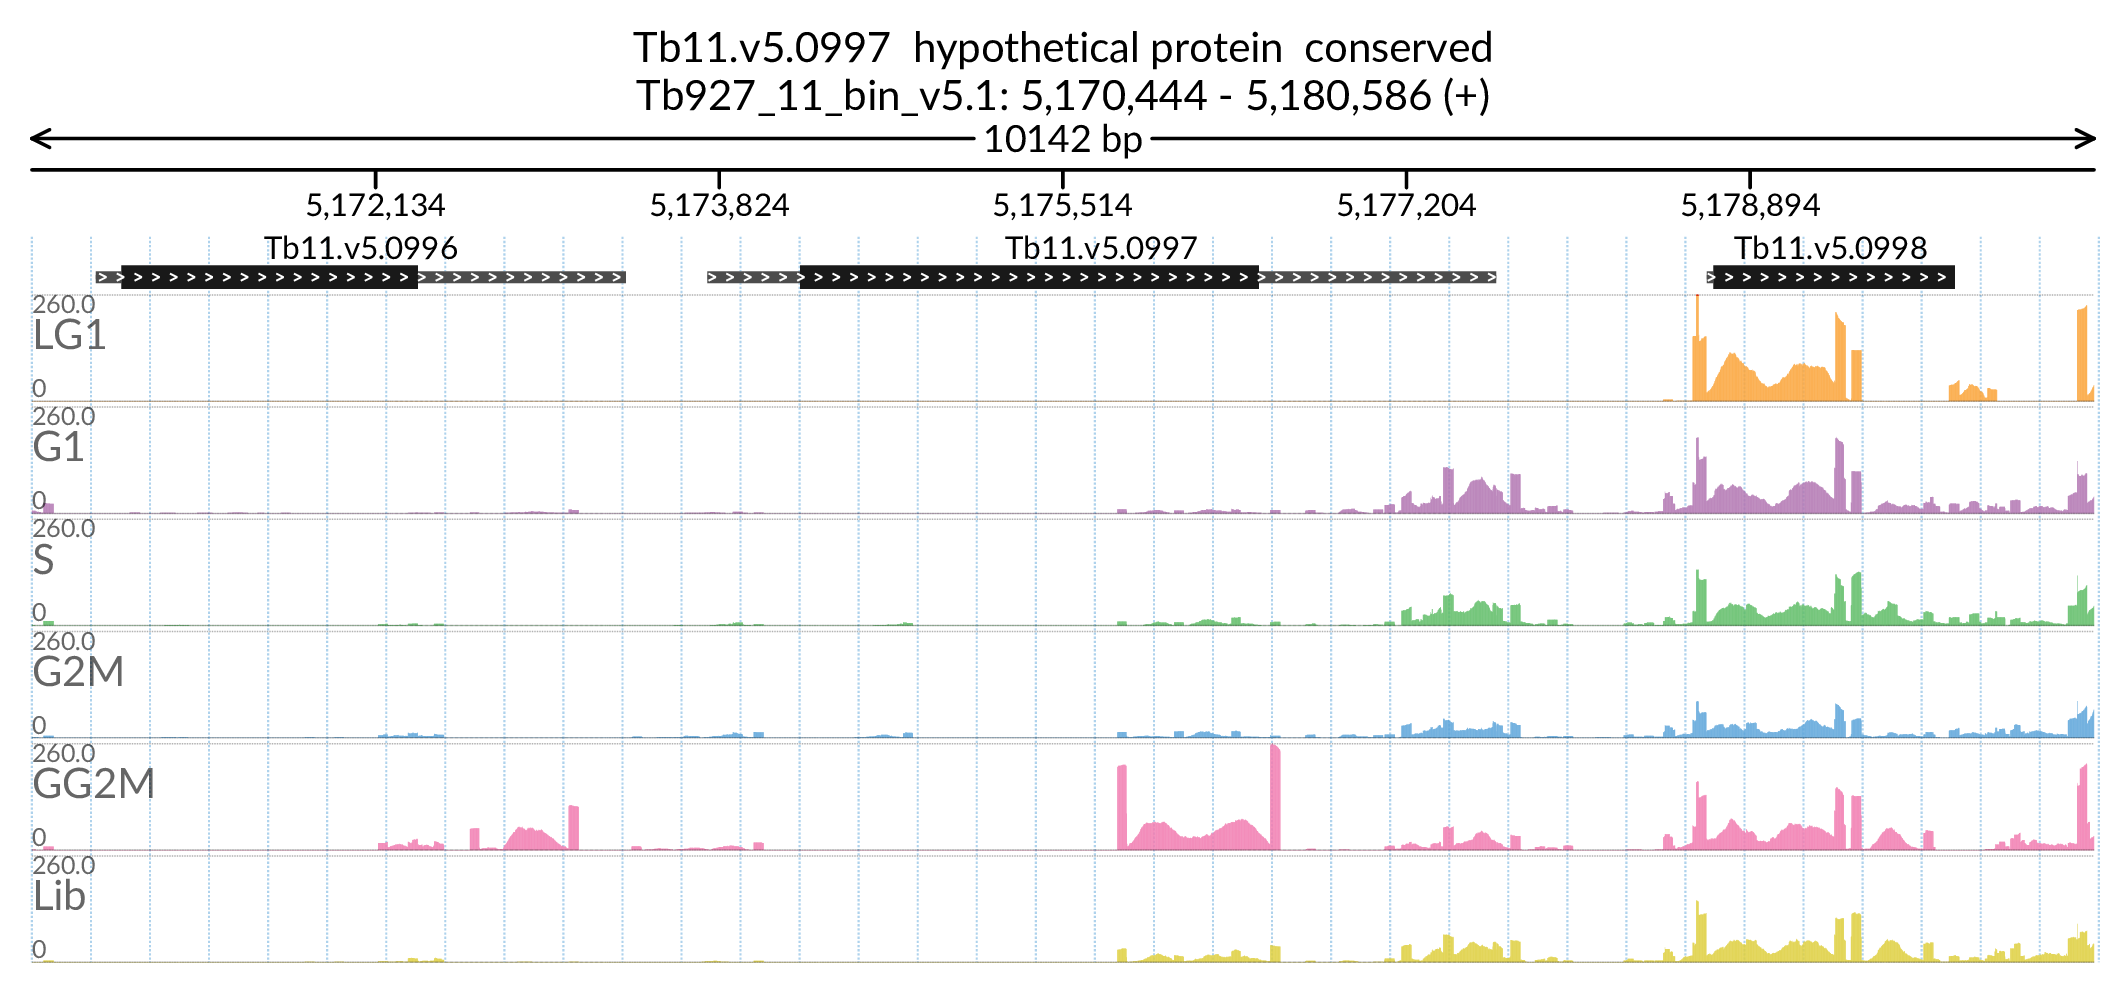 Tb11.v5.0997  hypothetical protein  conserved
Tb927_11_bin_v5.1: 5,170,444 - 5,180,586 (+)
10142 bp
5,172,134 5,173,824 5,175,514 5,177,204 5,178,894
Tb11.v5.0996 Tb11.v5.0997 Tb11.v5.0998
260.0
LG1
0
260.0
G1
0
260.0
S
0
260.0
G2M
0
260.0
GG2M
0
260.0
Lib
0